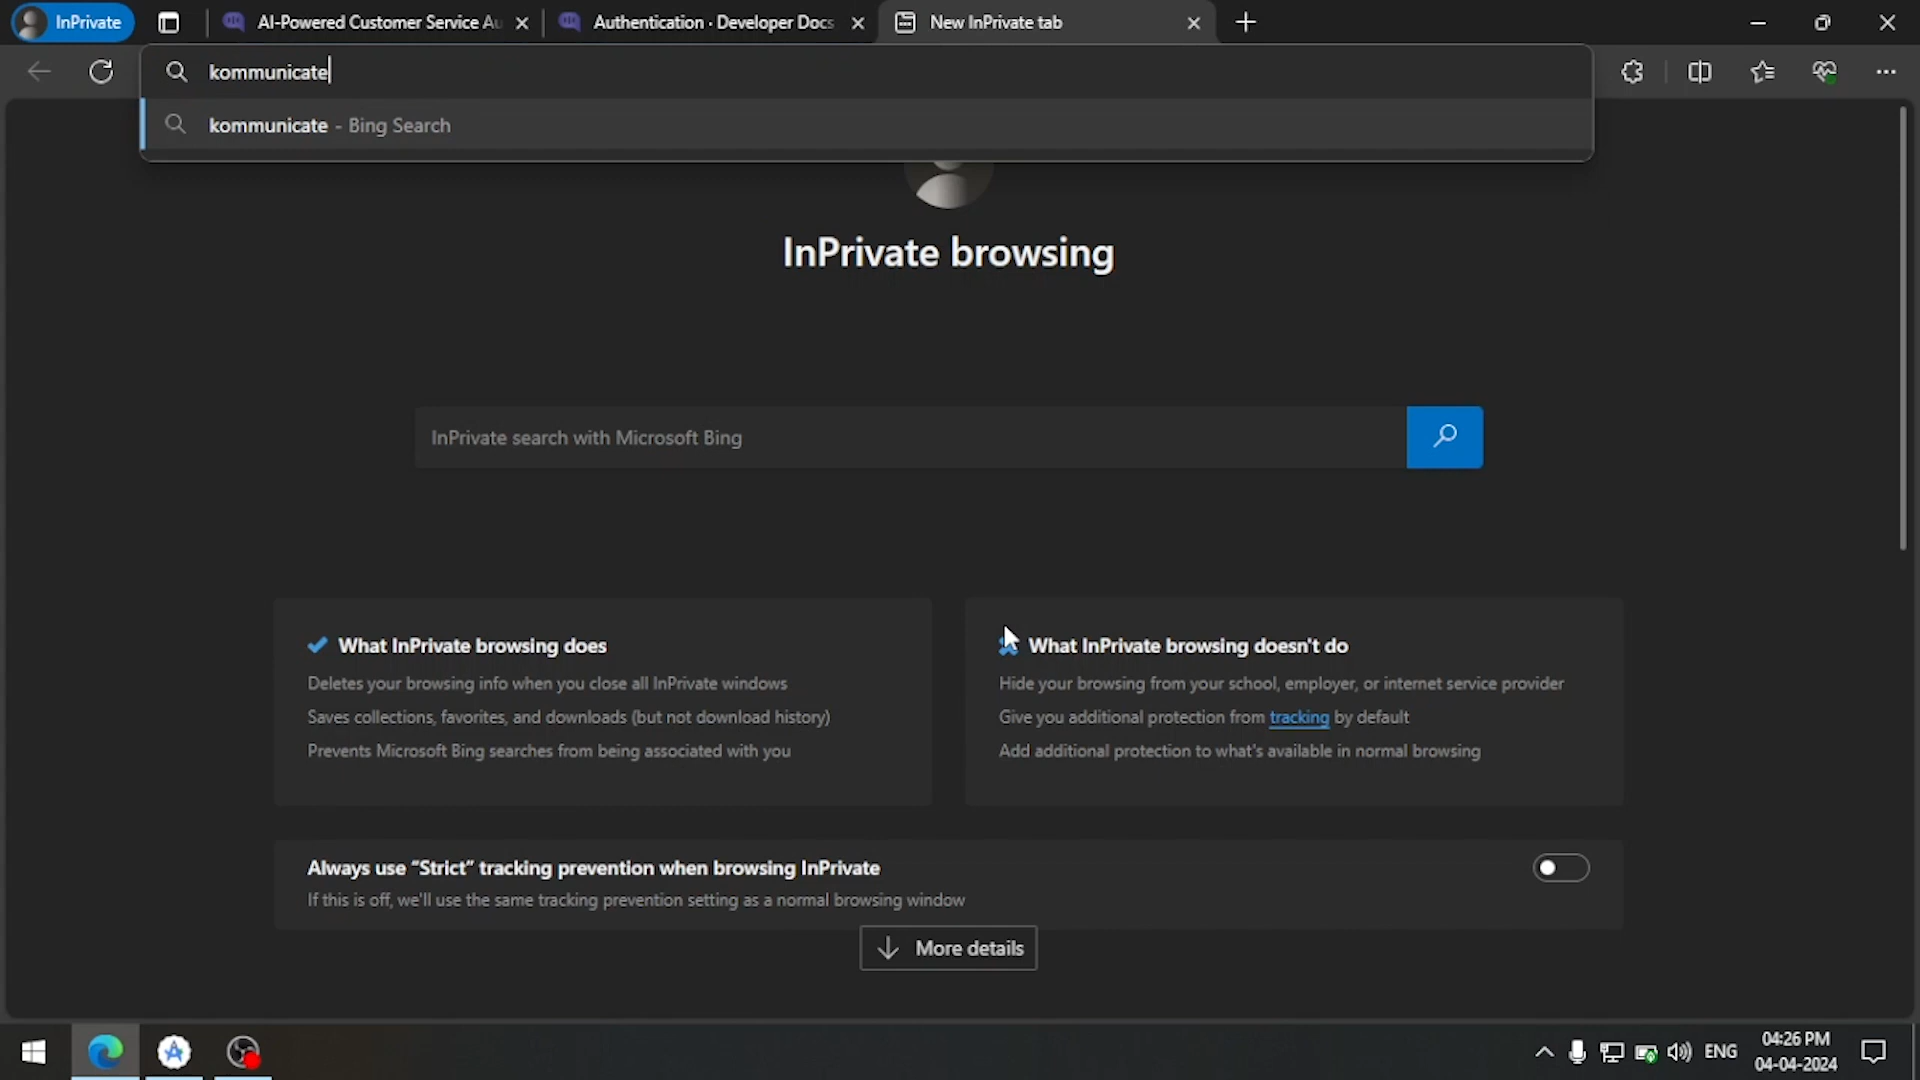 InPrivate
AI-Powered Customer Service Au
Authentication · Developer Docs
New InPrivate tab
kommunicate
kommunicate - Bing Search
InPrivate browsing
InPrivate search with Microsoft Bing
What InPrivate browsing does
Deletes your browsing info when you close all InPrivate windows
Saves collections, favorites, and downloads (but not download history)
Prevents Microsoft Bing searches from being associated with you
What InPrivate browsing doesn't do
Hide your browsing from your school, employer, or internet service provider
Give you additional protection from tracking by default
Add additional protection to what's available in normal browsing
Always use “Strict” tracking prevention when browsing InPrivate
If this is off, we'll use the same tracking prevention setting as a normal browsing window
More details
ENG
04:26 PM
04-04-2024